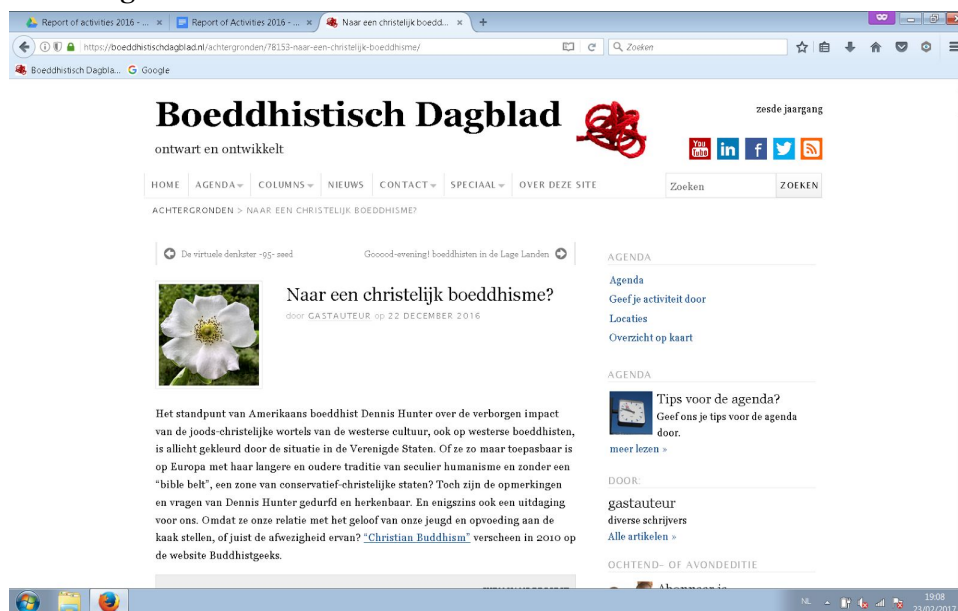 Report of activities 2016 - ...
Report of Activities 2016 - ...
Naar een christelijk boedd...
https://boeddhistischdagblad.nl/achtergronden/78153-naar-een-christelijk-boeddhisme/
Zoeken
Boeddhistisch Dagbla...
Google
Boeddhistisch Dagblad
ontwart en ontwikkelt
zesde jaargang
You Tube
in
f
HOME AGENDA COLUMNS NIEUWS CONTACT SPECIAAL OVER DEZE SITE
Zoeken
ZOEKEN
ACHTERGRONDEN > NAAR EEN CHRISTELIJK BOEDDHISME?
De virtuele denkster -95- seed
Gooood-evening! boeddhisten in de Lage Landen
Naar een christelijk boeddhisme?
door GASTAUTEUR op 22 DECEMBER 2016
Het standpunt van Amerikaans boeddhist Dennis Hunter over de verborgen impact
van de joods-christelijke wortels van de westerse cultuur, ook op westerse boeddhisten,
is allicht gekleurd door de situatie in de Verenigde Staten. Of ze zo maar toepasbaar is
op Europa met haar langere en oudere traditie van seculier humanisme en zonder een
“bible belt”, een zone van conservatief-christelijke staten? Toch zijn de opmerkingen
en vragen van Dennis Hunter gedurfd en herkenbaar. En enigszins ook een uitdaging
voor ons. Omdat ze onze relatie met het geloof van onze jeugd en opvoeding aan de
kaak stellen, of juist de afwezigheid ervan? “Christian Buddhism” verscheen in 2010 op
de website Buddhistgeeks.
AGENDA
Agenda
Geef je activiteit door
Locaties
Overzicht op kaart
AGENDA
Tips voor de agenda?
Geef ons je tips voor de agenda
door.
meer lezen »
DOOR:
gastauteur
diverse schrijvers
Alle artikelen »
OCHTEND- OF AVONDEDITIE
NL
19:08
23/02/2017